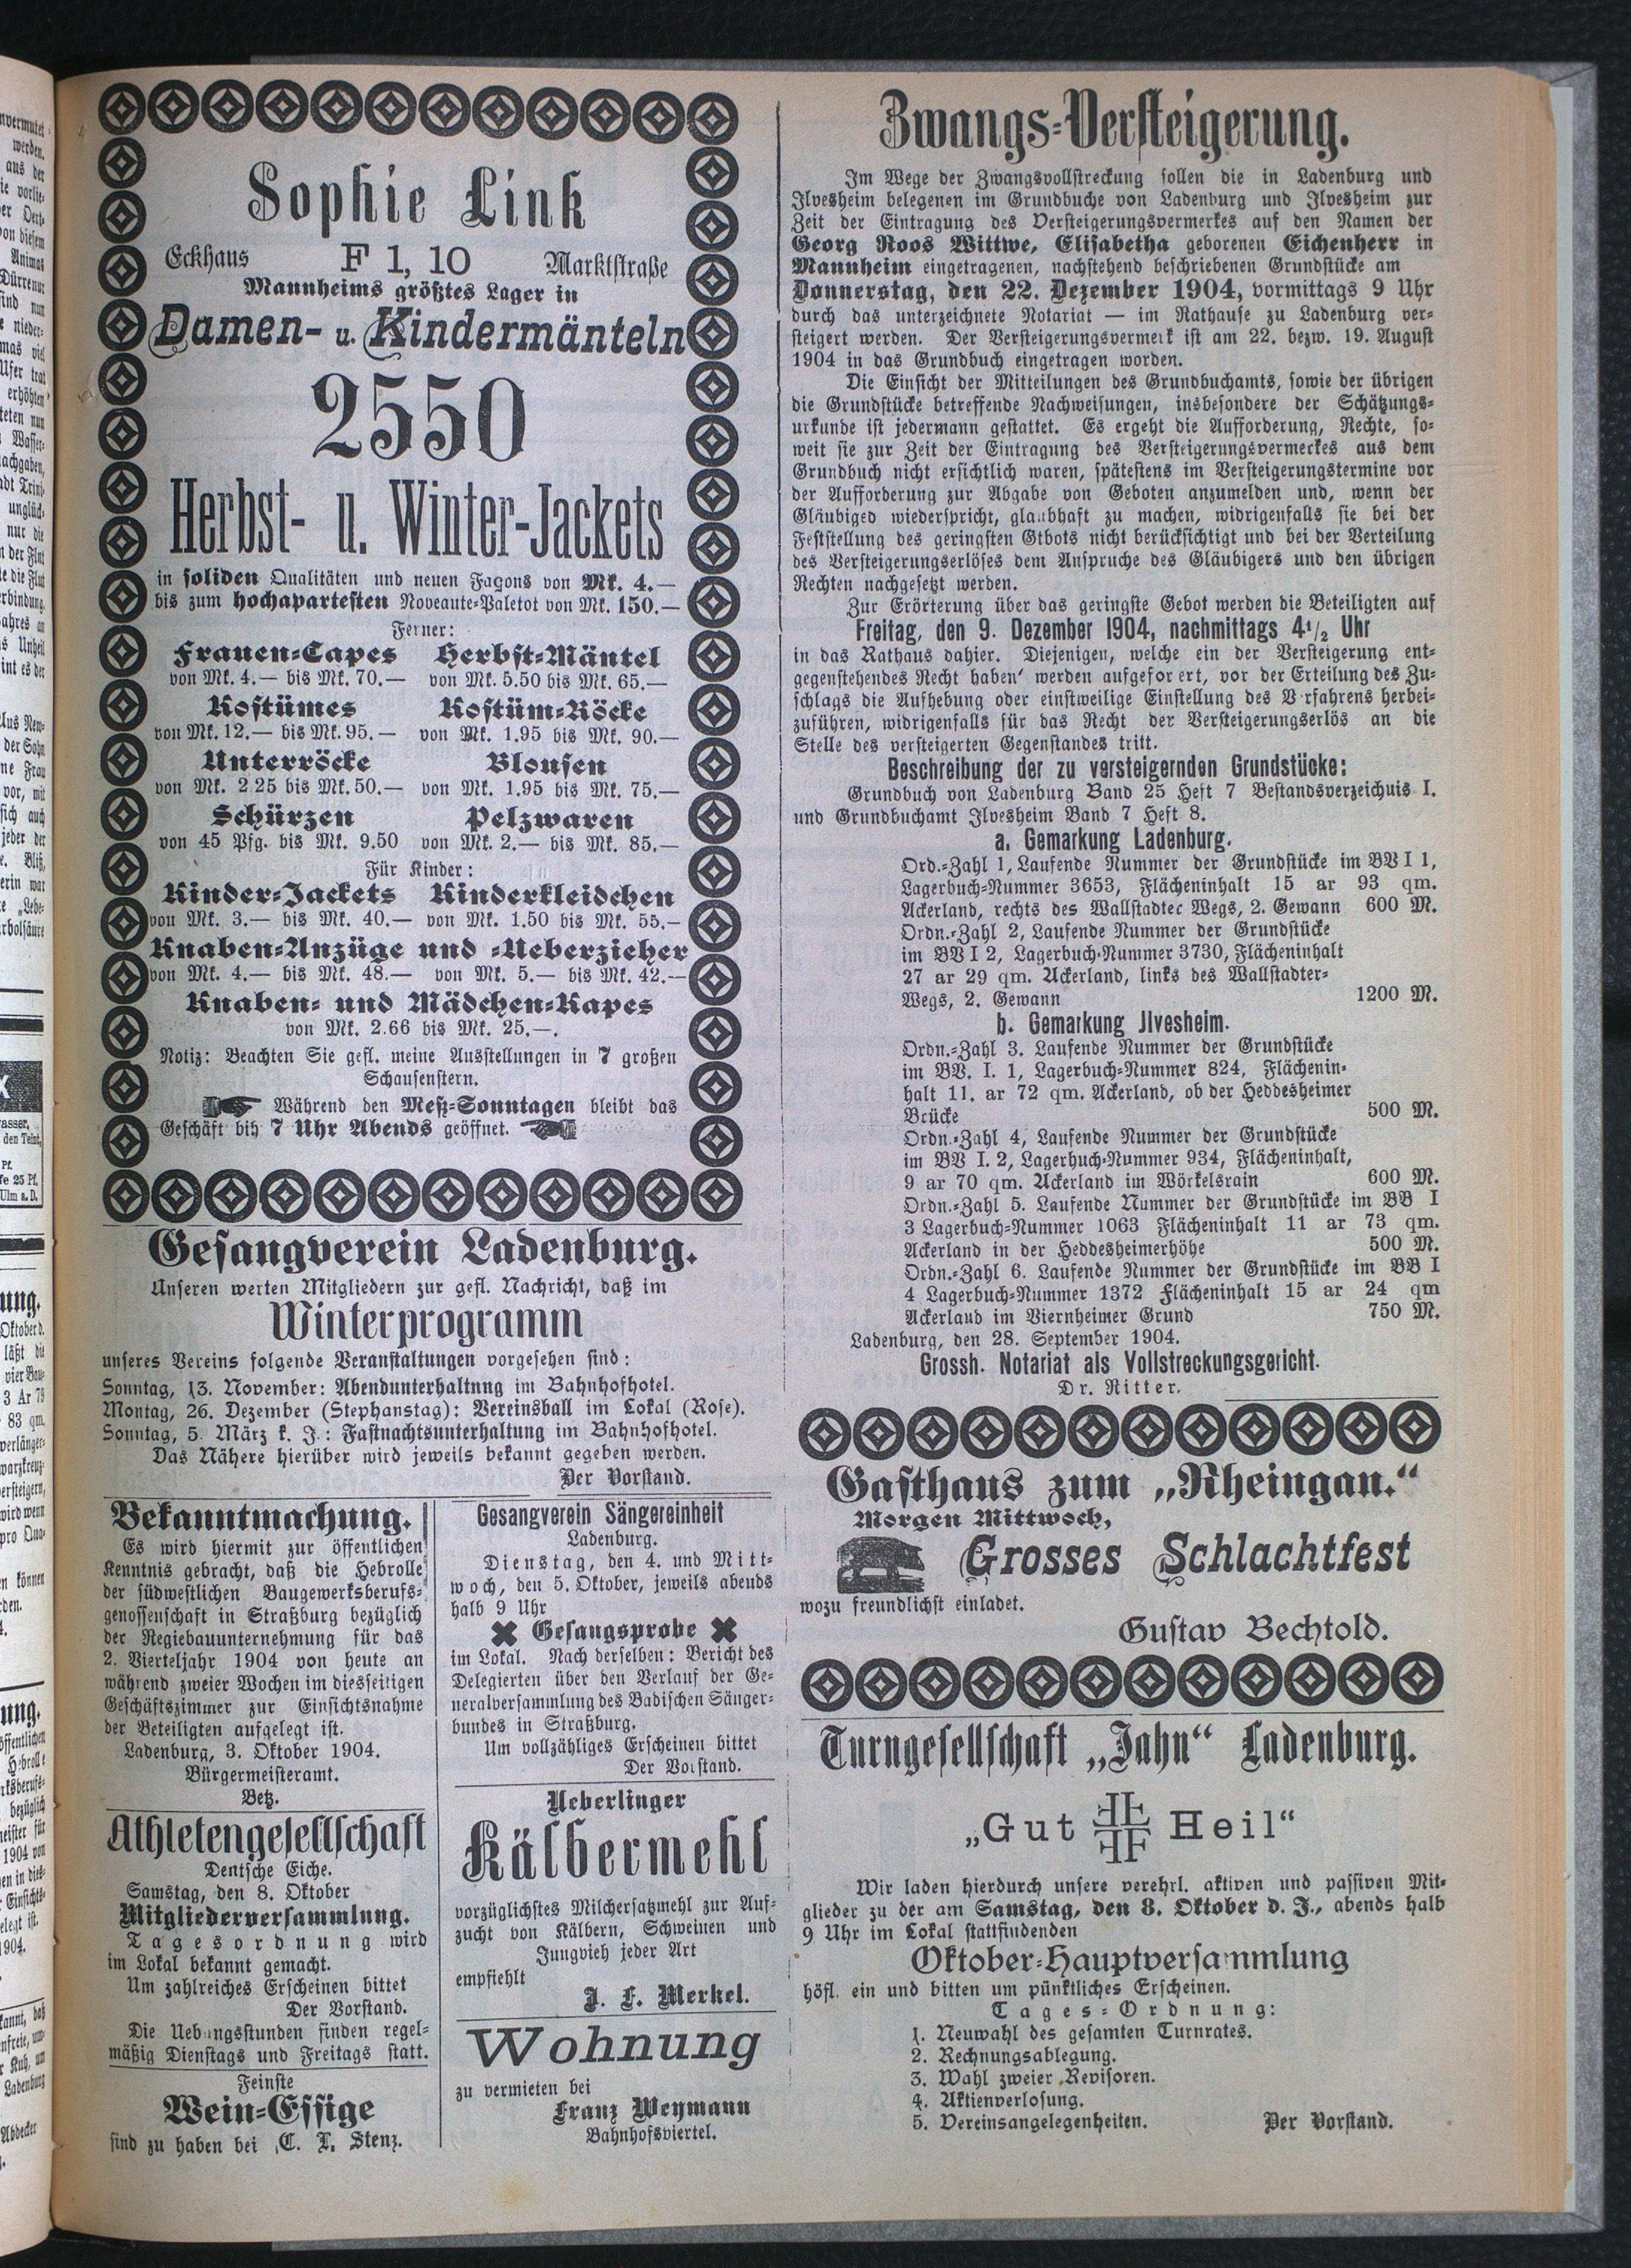 Sophie Link
Eckhaus F 1, 10 Marktstraße
Mannheims größtes Lager in
Damen- u. Kindermänteln
2550
Herbst- u. Winter-Jackets
in soliden Qualitäten und neuen Façons von Mk. 4.—
bis zum hochapartesten Noveaute-Paletot von Mk. 150.—
Ferner:
Frauen-Capes Herbst-Mäntel
von Mk. 4.— bis Mk. 70.— von Mk. 5.50 bis Mk. 65.—
Kostümes Kostüm-Röcke
von Mk. 12.— bis Mk. 95.— von Mk. 1.95 bis Mk. 90.—
Unterröcke Blousen
von Mk. 2.25 bis Mk. 50.— von Mk. 1.95 bis Mk. 75.—
Schürzen Pelzwaren
von 45 Pfg. bis Mk. 9.50 von Mk. 2.— bis Mk. 85.—
Für Kinder:
Kinder-Jackets Kinderkleidchen
von Mk. 3.— bis Mk. 40.— von Mk. 1.50 bis Mk. 55.—
Knaben-Anzüge und -Ueberzieher
von Mk. 4.— bis Mk. 48.— von Mk. 5.— bis Mk. 42.—
Knaben- und Mädchen-Kapes
von Mk. 2.66 bis Mk. 25.—.
Notiz: Beachten Sie gefl. meine Ausstellungen in 7 großen
Schaufenstern.
Während den Meß-Sonntagen bleibt das
Geschäft bih 7 Uhr Abends geöffnet.
Gesangverein Ladenburg.
Unseren werten Mitgliedern zur gefl. Nachricht, daß im
Winterprogramm
unseres Vereins folgende Veranstaltungen vorgesehen sind:
Sonntag, 13. November: Abendunterhaltung im Bahnhofhotel.
Montag, 26. Dezember (Stephanstag): Vereinsball im Lokal (Rose).
Sonntag, 5. März k. J.: Fastnachtsunterhaltung im Bahnhofhotel.
Das Nähere hierüber wird jeweils bekannt gegeben werden.
Der Vorstand.
Bekanntmachung.
Es wird hiermit zur öffentlichen
Kenntnis gebracht, daß die Hebrolle
der südwestlichen Baugewerksberufs-
genossenschaft in Straßburg bezüglich
der Regiebauunternehmung für das
2. Vierteljahr 1904 von heute an
während zweier Wochen im diesseitigen
Geschäftszimmer zur Einsichtsnahme
der Beteiligten aufgelegt ist.
Ladenburg, 3. Oktober 1904.
Bürgermeisteramt.
Betz.
Athletengesellschaft
Deutsche Eiche.
Samstag, den 8. Oktober
Mitgliederversammlung.
Tagesordnung wird
im Lokal bekannt gemacht.
Um zahlreiches Erscheinen bittet
Der Vorstand.
Die Uebungsstunden finden regel-
mäßig Dienstags und Freitags statt.
Feinste
Wein-Essige
sind zu haben bei C. L. Stenz.
Gesangverein Sängereinheit
Ladenburg.
Dienstag, den 4. und Mitt-
woch, den 5. Oktober, jeweils abends
halb 9 Uhr
Gesangsprobe
im Lokal. Nach derselben: Bericht des
Delegierten über den Verlauf der Ge-
neralversammlung des Badischen Sänger-
bundes in Straßburg.
Um vollzähliges Erscheinen bittet
Der Vorstand.
Ueberlinger
Kälbermehl
vorzüglichstes Milchersatzmehl zur Auf-
zucht von Kälbern, Schweinen und
Jungvieh jeder Art
empfiehlt
J. F. Merkel.
Wohnung
zu vermieten bei
Franz Weymann
Bahnhofsviertel.
Zwangs-Versteigerung.
Im Wege der Zwangsvollstreckung sollen die in Ladenburg und
Ilvesheim belegenen im Grundbuche von Ladenburg und Ilvesheim zur
Zeit der Eintragung des Versteigerungsvermerkes auf den Namen der
Georg Roos Wittwe, Elisabetha geborenen Eichenherr in
Mannheim eingetragenen, nachstehend beschriebenen Grundstücke am
Donnerstag, den 22. Dezember 1904, vormittags 9 Uhr
durch das unterzeichnete Notariat — im Rathause zu Ladenburg ver-
steigert werden. Der Versteigerungsvermerk ist am 22. bezw. 19. August
1904 in das Grundbuch eingetragen worden.
Die Einsicht der Mitteilungen des Grundbuchamts, sowie der übrigen
die Grundstücke betreffende Nachweisungen, insbesondere der Schätzungs-
urkunde ist jedermann gestattet. Es ergeht die Aufforderung, Rechte, so-
weit sie zur Zeit der Eintragung des Versteigerungsvermerkes aus dem
Grundbuch nicht ersichtlich waren, spätestens im Versteigerungstermine vor
der Aufforderung zur Abgabe von Geboten anzumelden und, wenn der
Gläubiged wiederspricht, glaubhaft zu machen, widrigenfalls sie bei der
Feststellung des geringsten Gtbots nicht berücksichtigt und bei der Verteilung
des Versteigerungserlöses dem Anspruche des Gläubigers und den übrigen
Rechten nachgesetzt werden.
Zur Erörterung über das geringste Gebot werden die Beteiligten auf
Freitag, den 9. Dezember 1904, nachmittags 4½ Uhr
in das Rathaus dahier. Diejenigen, welche ein der Versteigerung ent-
gegenstehendes Recht haben' werden aufgefor ert, vor der Erteilung des Zu-
schlags die Aufhebung oder einstweilige Einstellung des V rfahrens herbei-
zuführen, widrigenfalls für das Recht der Versteigerungserlös an die
Stelle des versteigerten Gegenstandes tritt.
Beschreibung der zu versteigernden Grundstücke:
Grundbuch von Ladenburg Band 25 Heft 7 Bestandsverzeichuis I.
und Grundbuchamt Ilvesheim Band 7 Heft 8.
a. Gemarkung Ladenburg.
Ord.-Zahl 1, Laufende Nummer der Grundstücke im BV I 1,
Lagerbuch-Nummer 3653, Flächeninhalt 15 ar 93 qm.
Ackerland, rechts des Wallstadtec Wegs, 2. Gewann 600 M.
Ordn.-Zahl 2, Laufende Nummer der Grundstücke
im BV I 2, Lagerbuch-Nummer 3730, Flächeninhalt
27 ar 29 qm. Ackerland, links des Wallstadter-
Wegs, 2. Gewann 1200 M.
b. Gemarkung Jlvesheim.
Ordn.-Zahl 3. Laufende Nummer der Grundstücke
im BV. I. 1, Lagerbuch-Nummer 824, Flächenin-
halt 11. ar 72 qm. Ackerland, ob der Heddesheimer
Brücke 500 M.
Ordn.-Zahl 4, Laufende Nummer der Grundstücke
im BV I. 2, Lagerbuch-Nummer 934, Flächeninhalt,
9 ar 70 qm. Ackerland im Wörkelsrain 600 M.
Ordn.-Zahl 5. Laufende Nummer der Grundstücke im BB I
3 Lagerbuch-Nummer 1063 Flächeninhalt 11 ar 73 qm.
Ackerland in der Heddesheimerhöhe 500 M.
Ordn.-Zahl 6. Laufende Nummer der Grundstücke im BB I
4 Lagerbuch-Nummer 1372 Flächeninhalt 15 ar 24 qm
Ackerland im Viernheimer Grund 750 M.
Ladenburg, den 28. September 1904.
Grossh. Notariat als Vollstreckungsgericht.
Dr. Ritter.
Gasthaus zum „Rheingau.“
Morgen Mittwoch,
Grosses Schlachtfest
wozu freundlichst einladet.
Gustav Bechtold.
Turngesellschaft „Jahn“ Ladenburg.
„Gut Heil“
Wir laden hierdurch unsere verehrl. aktiven und passiven Mit-
glieder zu der am Samstag, den 8. Oktober d. J., abends halb
9 Uhr im Lokal stattfindenden
Oktober-Hauptversammlung
höfl. ein und bitten um pünktliches Erscheinen.
Tages-Ordnung:
1. Neuwahl des gesamten Turnrates.
2. Rechnungsablegung.
3. Wahl zweier Revisoren.
4. Aktienverlosung.
5. Vereinsangelegenheiten. Der Vorstand.